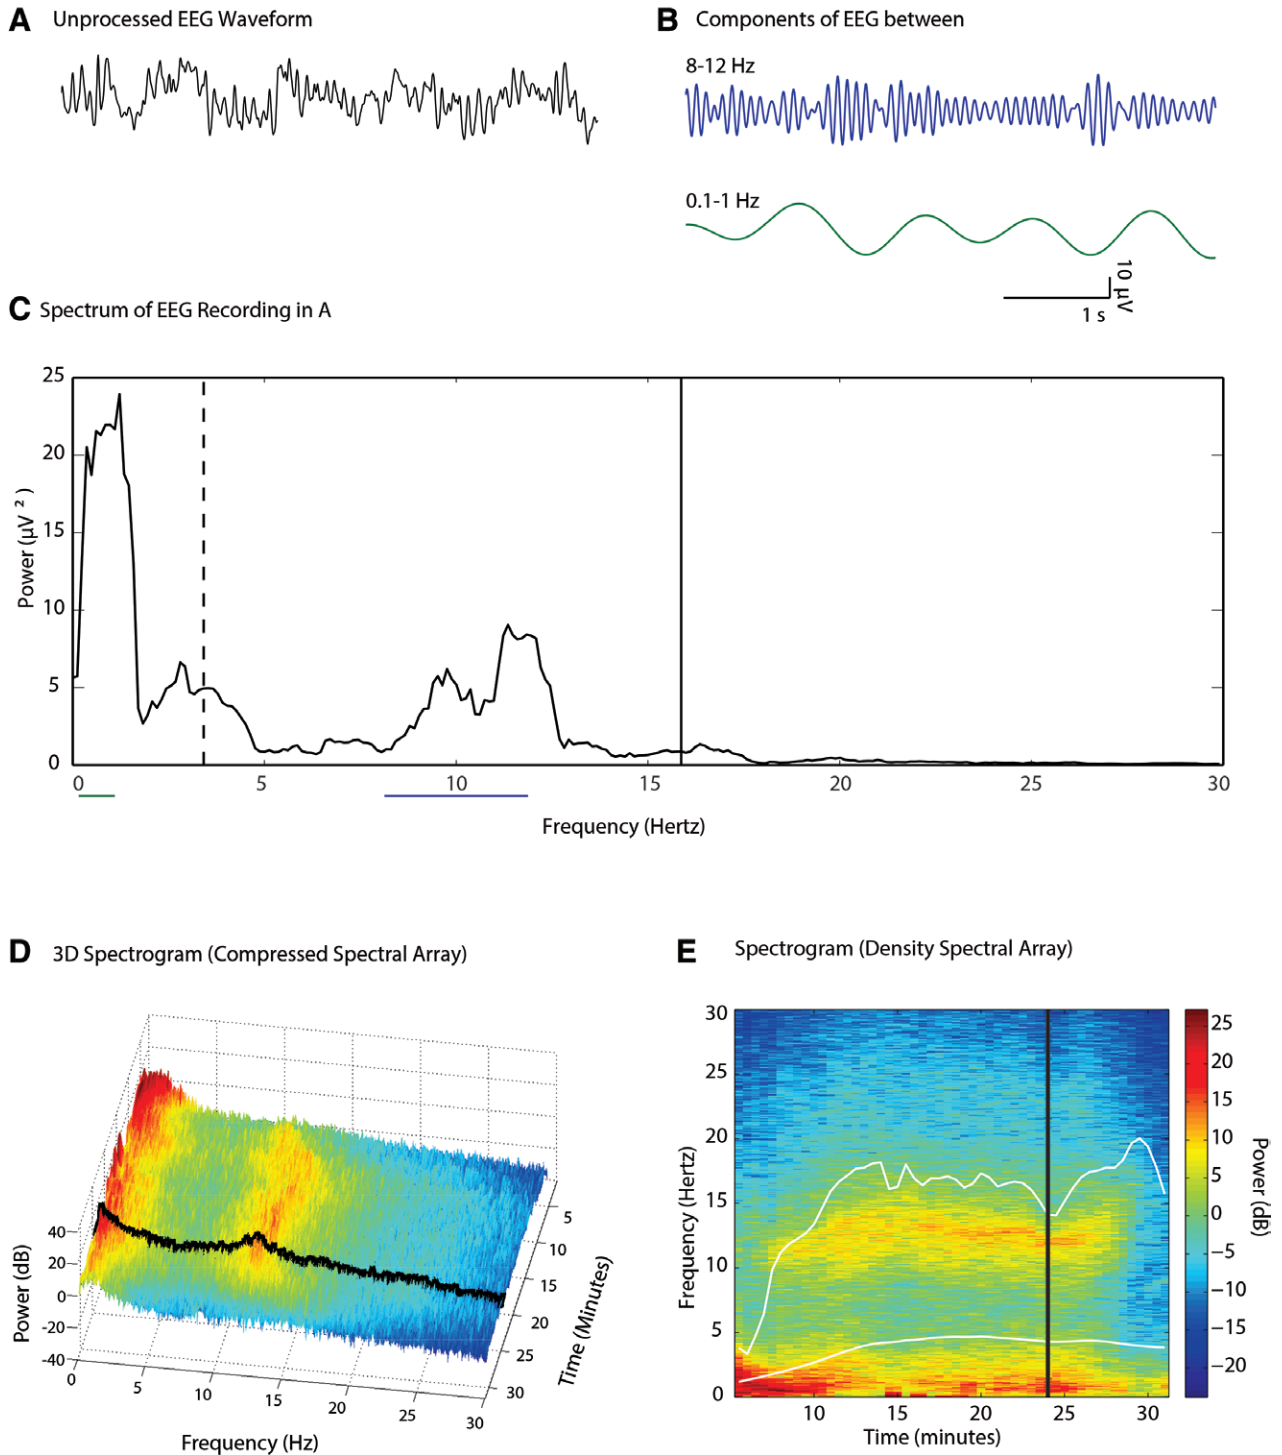 A Unprocessed EEG Waveform
B Components of EEG between
8-12 Hz
0.1-1 Hz
10 µV
1 s
C Spectrum of EEG Recording in A
25
20
15
10
5
0
Power (µV ²)
0 5 10 15 20 25 30
Frequency (Hertz)
D 3D Spectrogram (Compressed Spectral Array)
40
20
0
-20
-40
Power (dB)
0 5 10 15 20 25 30
Frequency (Hz)
5
10
15
20
25
30
Time (Minutes)
E Spectrogram (Density Spectral Array)
30
25
20
15
10
5
0
Frequency (Hertz)
10 15 20 25 30
Time (minutes)
25
20
15
10
5
0
−5
−10
−15
−20
Power (dB)